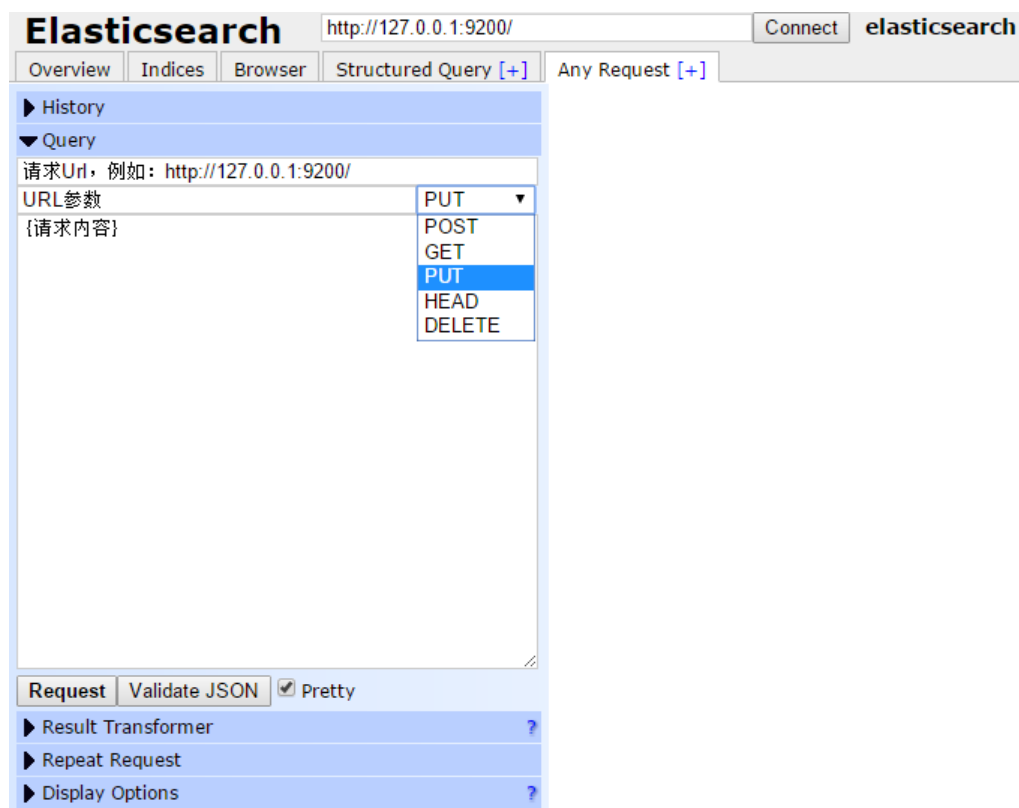 Elasticsearch http://127.0.0.1:9200/ Connect elasticsearch
Overview Indices Browser Structured Query [+] Any Request [+]
History
Query
请求Url，例如：http://127.0.0.1:9200/
URL参数 PUT
{请求内容} POST
GET
PUT
HEAD
DELETE
Request Validate JSON Pretty
Result Transformer ?
Repeat Request
Display Options ?